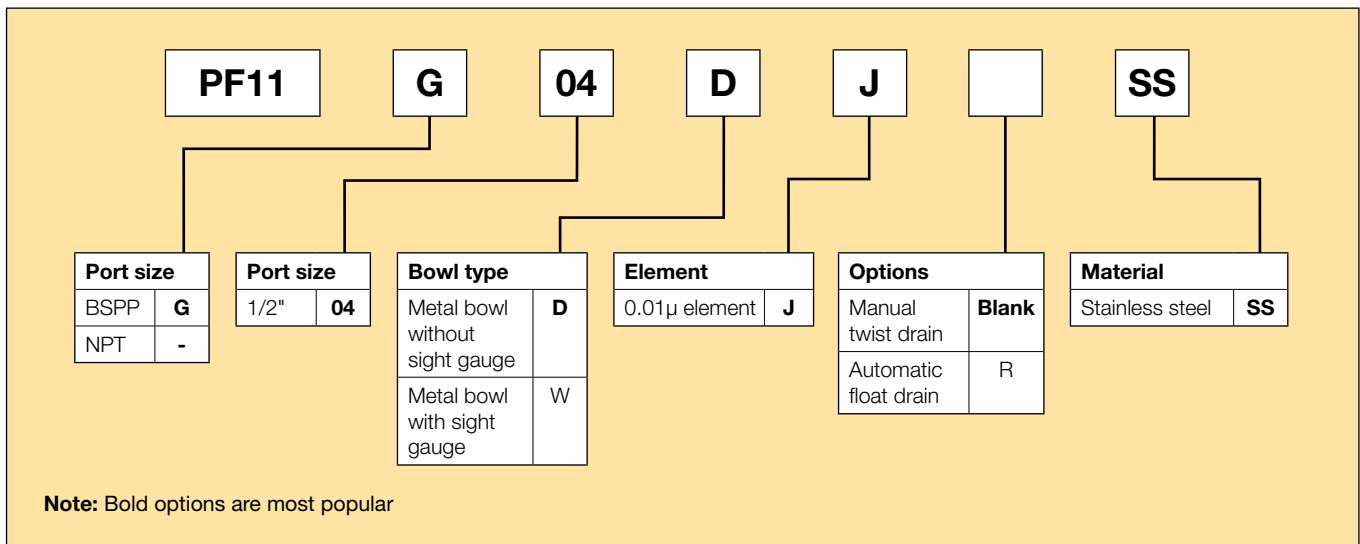 PF11 G 04 D J SS
Port size
BSPP G
NPT -
Port size
1/2" 04
Bowl type
Metal bowl D
without
sight gauge
Metal bowl W
with sight
gauge
Element
0.01µ element J
Options
Manual Blank
twist drain
Automatic R
float drain
Material
Stainless steel SS
Note: Bold options are most popular